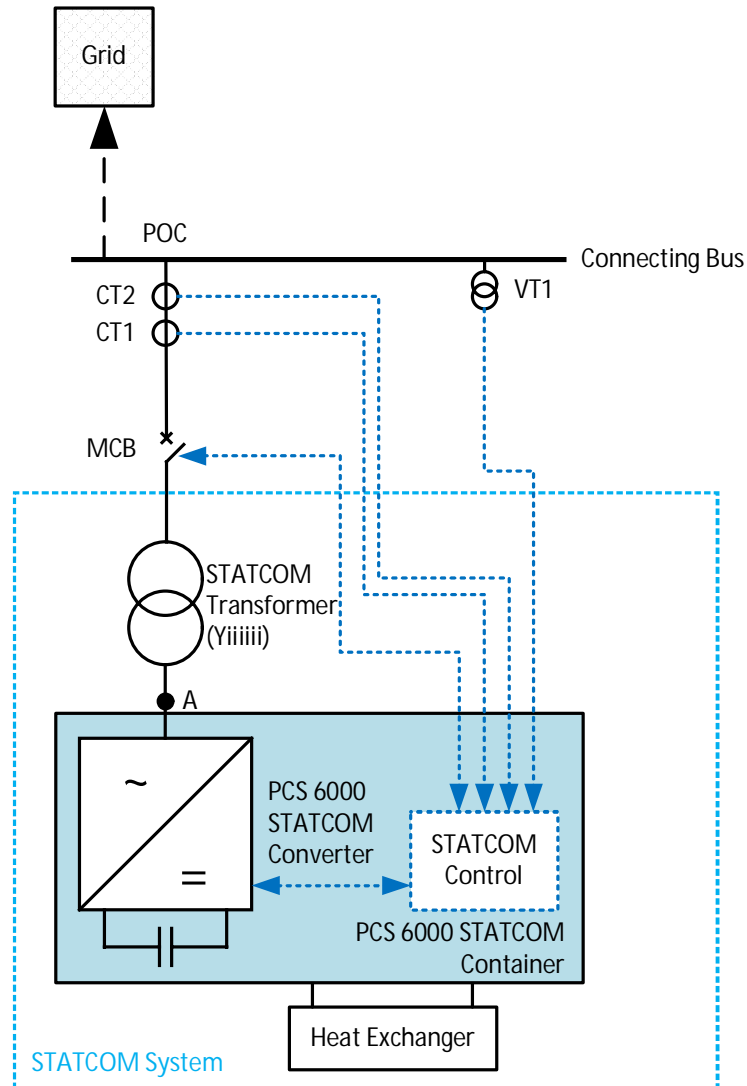 Grid
POC
Connecting Bus
CT2
VT1
CT1
MCB
STATCOM
Transformer
(Yiiiiii)
A
~
=
PCS 6000
STATCOM
Converter
STATCOM
Control
PCS 6000 STATCOM
Container
Heat Exchanger
STATCOM System